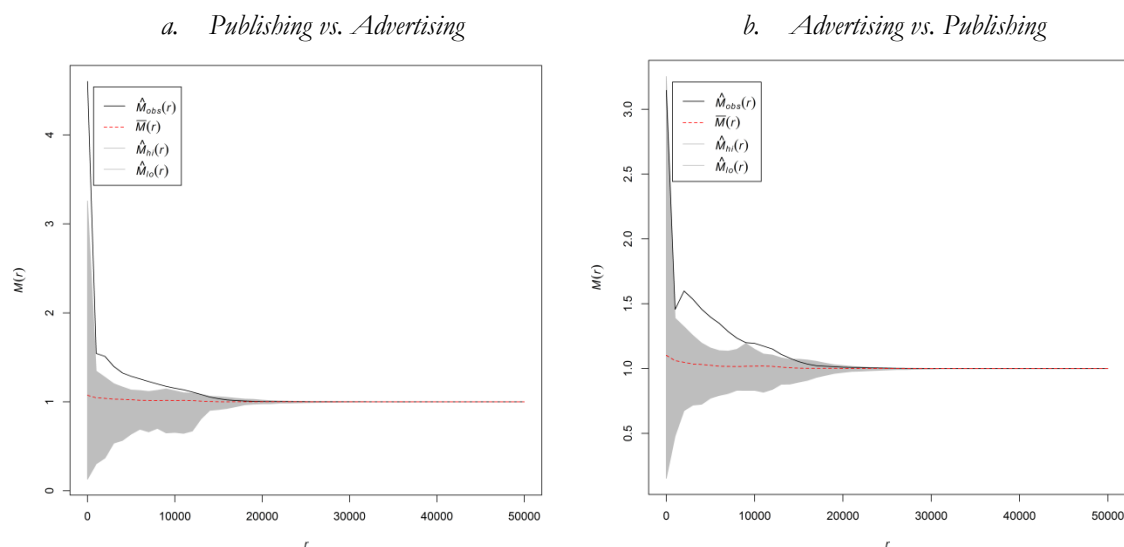 a. Publishing vs. Advertising
M̂obs(r)
M̅(r)
M̂hi(r)
M̂lo(r)
M(r)
4
3
2
1
0
0 10000 20000 30000 40000 50000
r
b. Advertising vs. Publishing
M̂obs(r)
M̅(r)
M̂hi(r)
M̂lo(r)
M(r)
3.0
2.5
2.0
1.5
1.0
0.5
0 10000 20000 30000 40000 50000
r